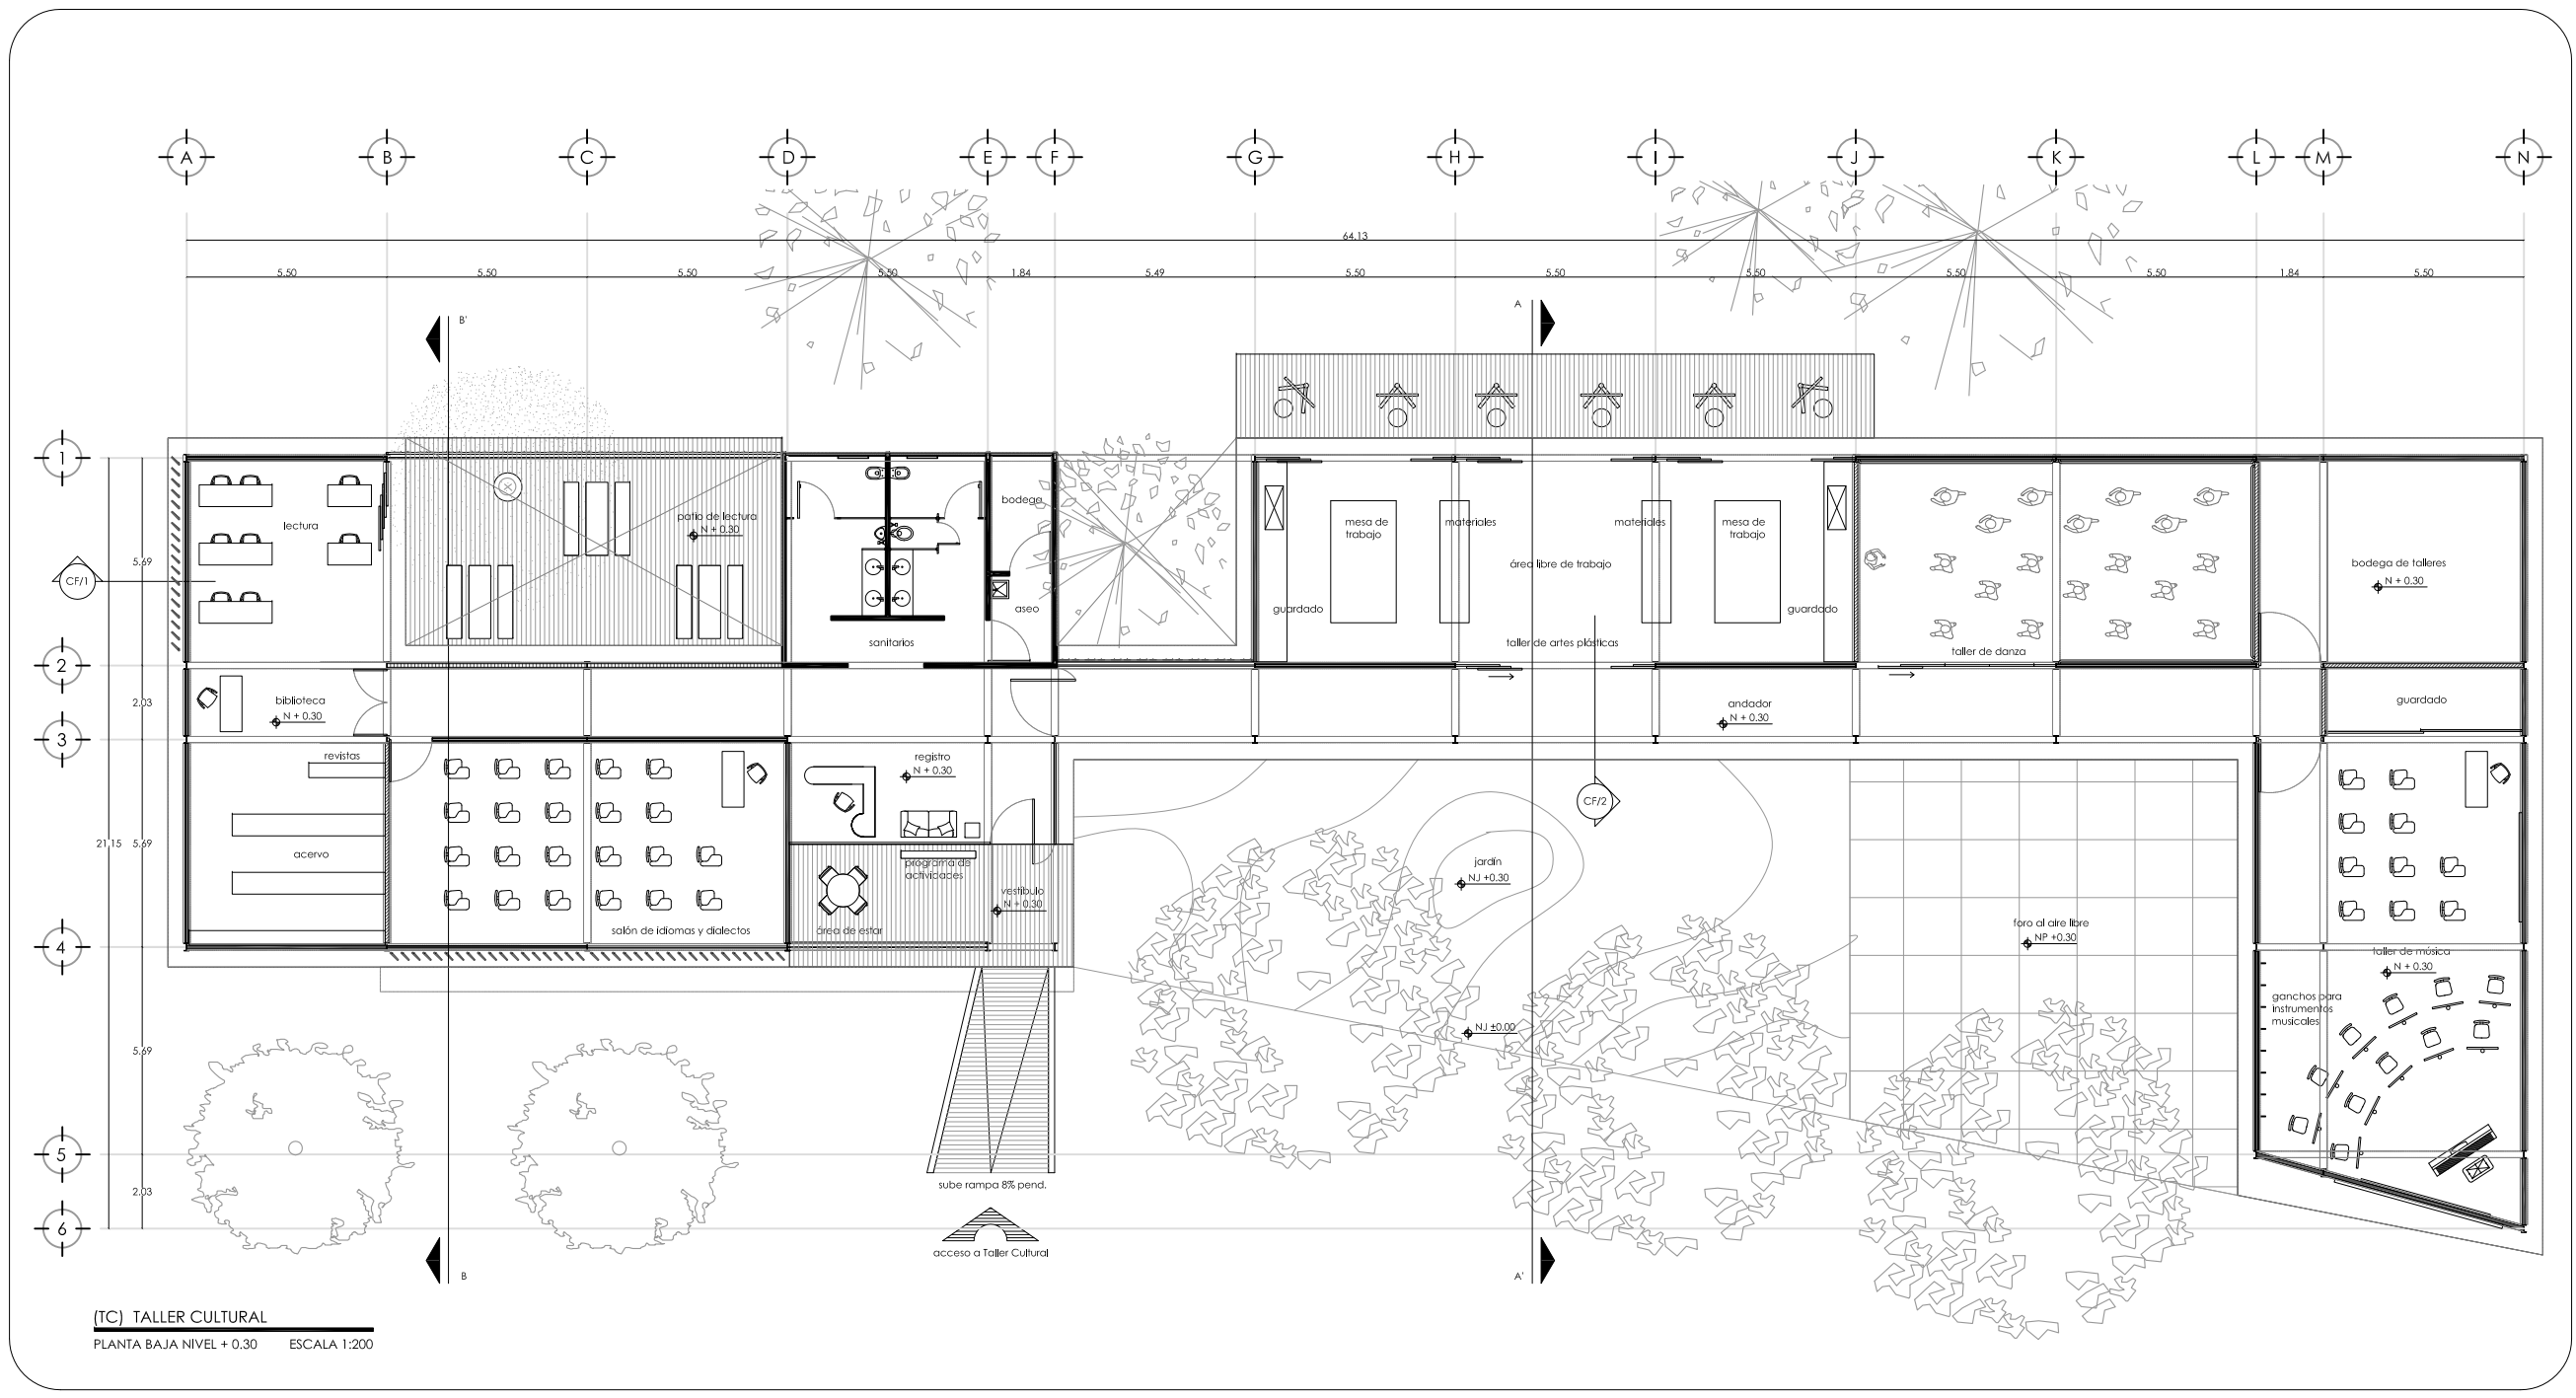 A B C D E F G H I J K L M N
64.13
5.50 5.50 5.50 5.50 1.84 5.49 5.50 5.50 5.50 5.50 5.50 1.84 5.50
A
B'
1
bodega
lectura
patio de lectura
N + 0.30
mesa de
trabajo
materiales
materiales
mesa de
trabajo
5.69
área libre de trabajo
bodega de talleres
N + 0.30
CF/1
aseo
guardado
guardado
sanitarios
taller de artes plásticas
taller de danza
2
2.03
biblioteca
N + 0.30
andador
N + 0.30
guardado
3
revistas
registro
N + 0.30
CF/2
21.15
5.69
acervo
programa de
actividades
jardín
NJ +0.30
vestíbulo
N + 0.30
salón de idiomas y dialectos
área de estar
foro al aire libre
NP +0.30
4
taller de música
N + 0.30
ganchos para
instrumentos
musicales
NJ ±0.00
5.69
5
2.03
sube rampa 8% pend.
6
acceso a Taller Cultural
B
A'
(TC) TALLER CULTURAL
PLANTA BAJA NIVEL + 0.30 ESCALA 1:200